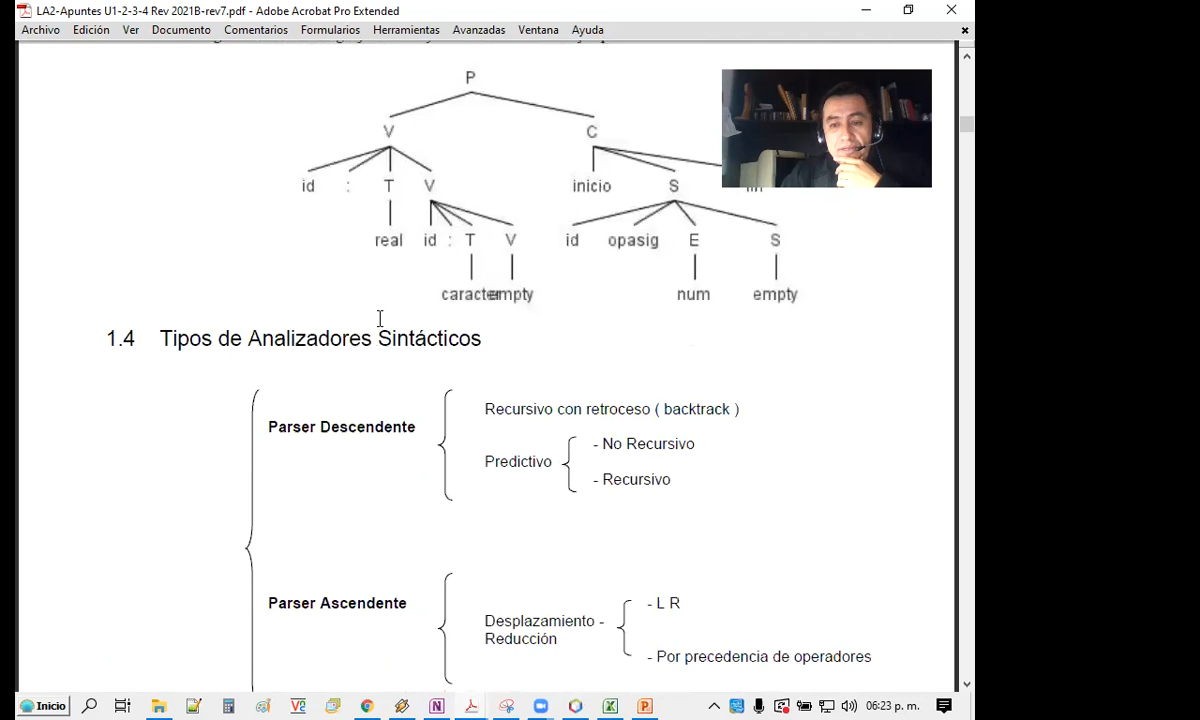 LA2-Apuntes U1-2-3-4 Rev 2021B-rev7.pdf - Adobe Acrobat Pro Extended
Archivo Edición Ver Documento Comentarios Formularios Herramientas Avanzadas Ventana Ayuda
P
V C
id : T V inicio S
real id : T V id opasig E S
caracter empty num empty
1.4 Tipos de Analizadores Sintácticos
Recursivo con retroceso ( backtrack )
Parser Descendente
- No Recursivo
Predictivo
- Recursivo
Parser Ascendente
- L R
Desplazamiento -
Reducción
- Por precedencia de operadores
Inicio 06:23 p. m.